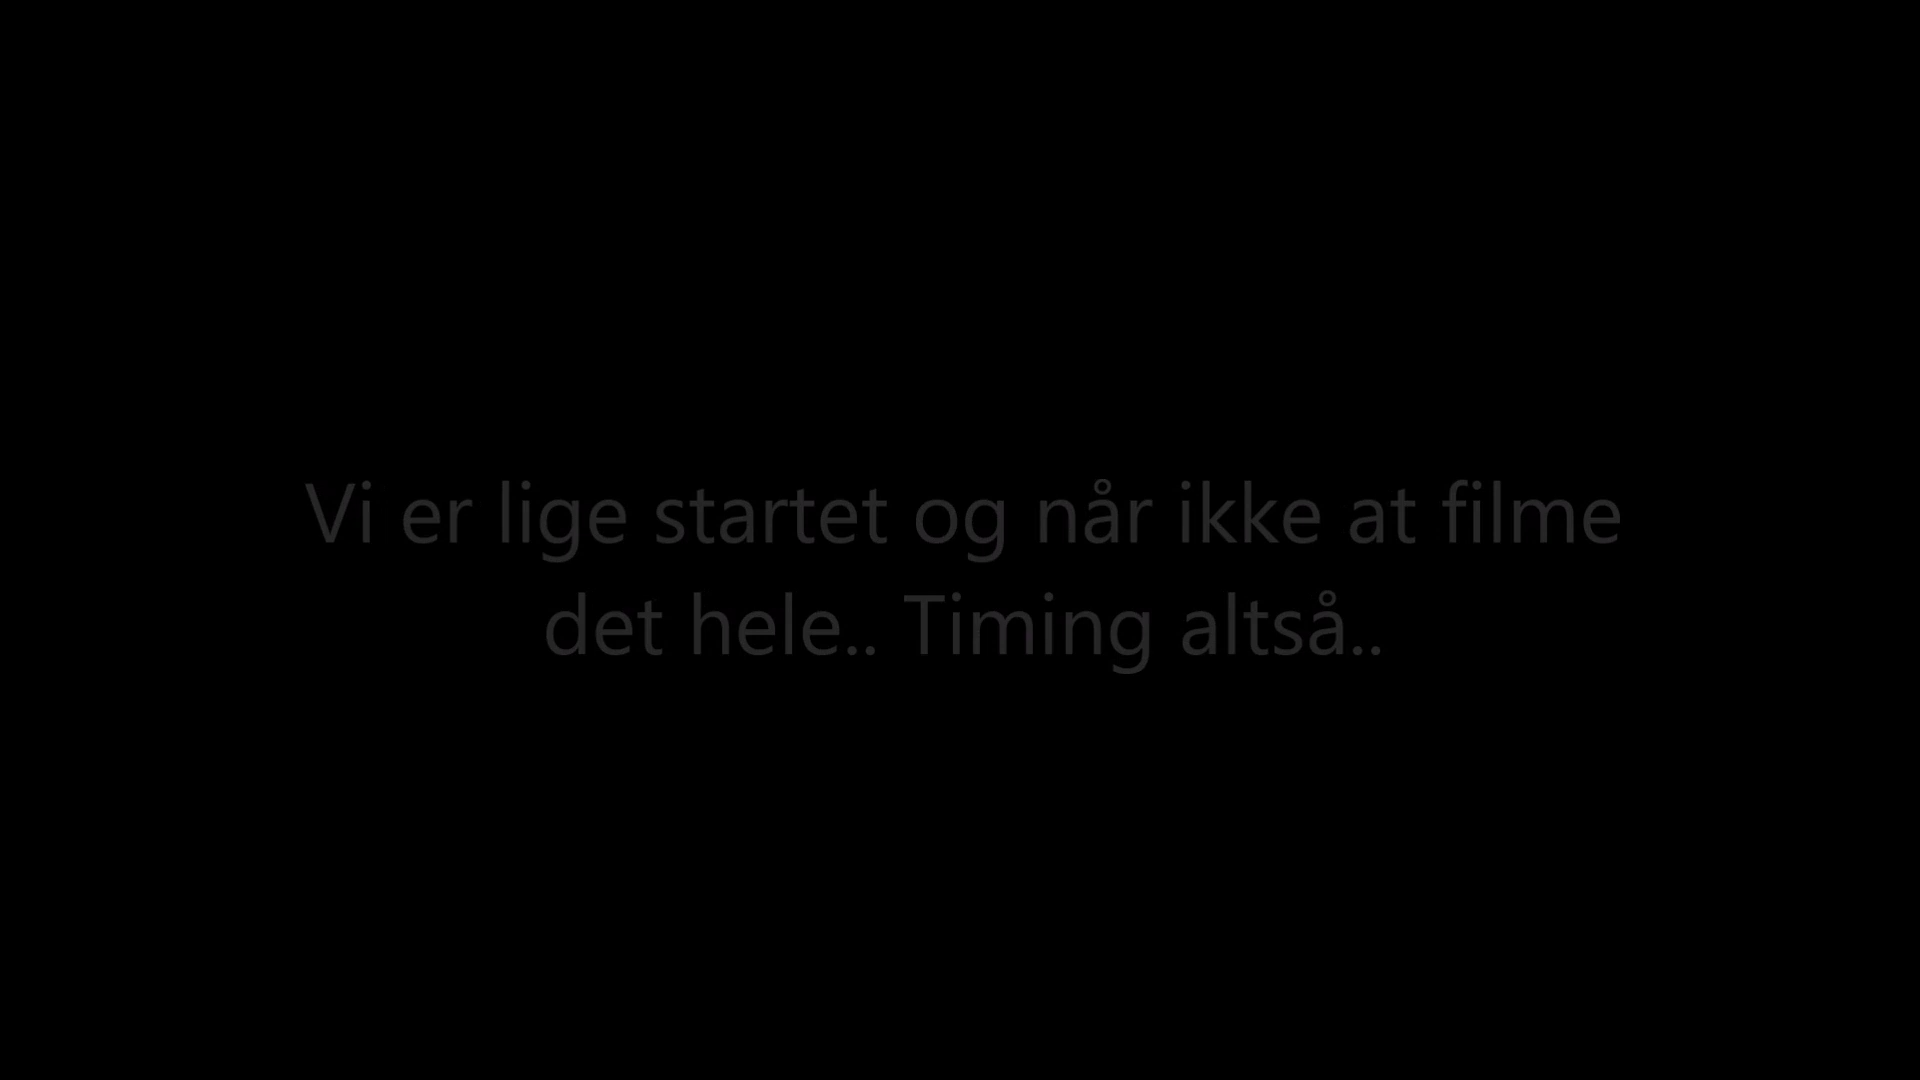 Vi er lige startet og når ikke at filme
det hele.. Timing altså..